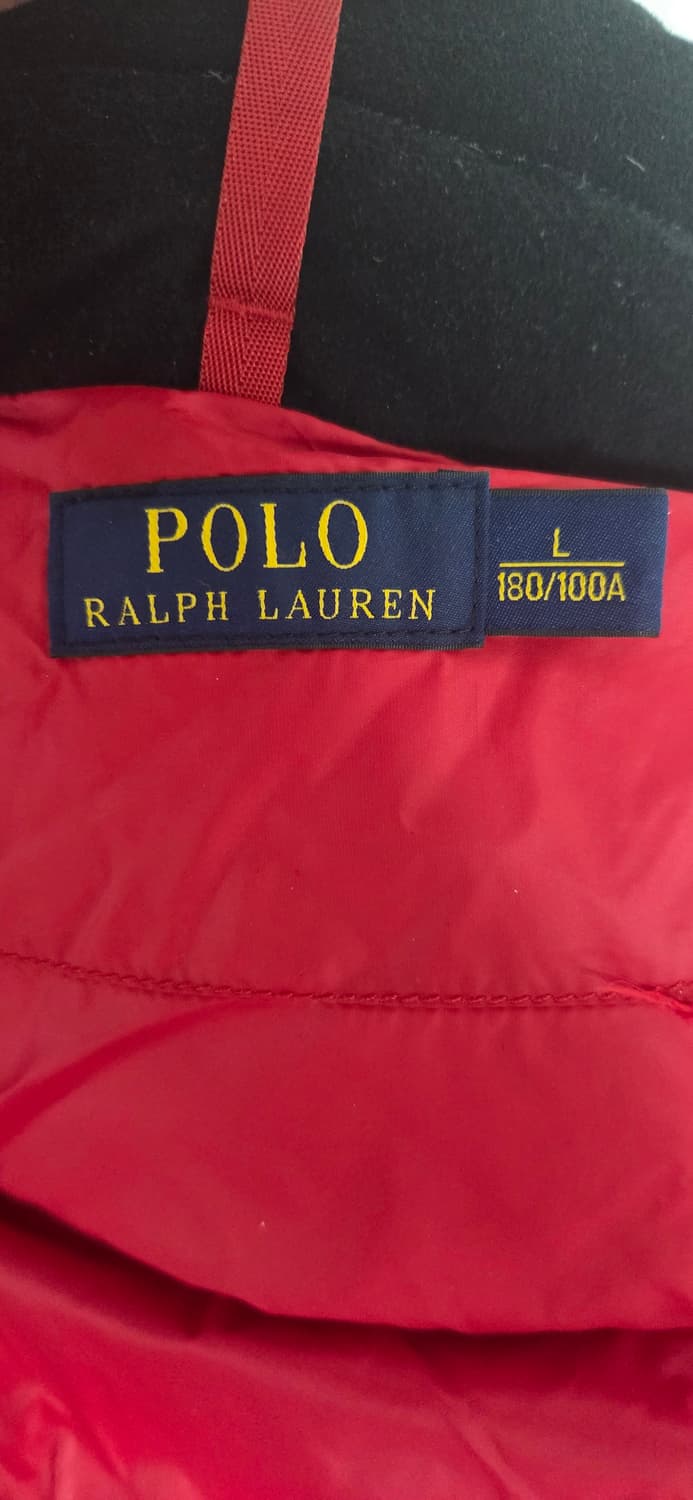 POLO
RALPH LAUREN
L
180/100A